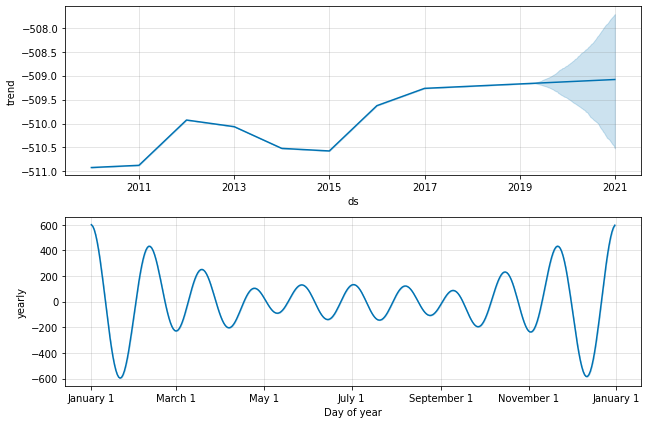 −508.0
−508.5
−509.0
−509.5
−510.0
−510.5
−511.0
trend
2011 2013 2015 2017 2019 2021
ds
600
400
200
0
−200
−400
−600
yearly
January 1 March 1 May 1 July 1 September 1 November 1 January 1
Day of year